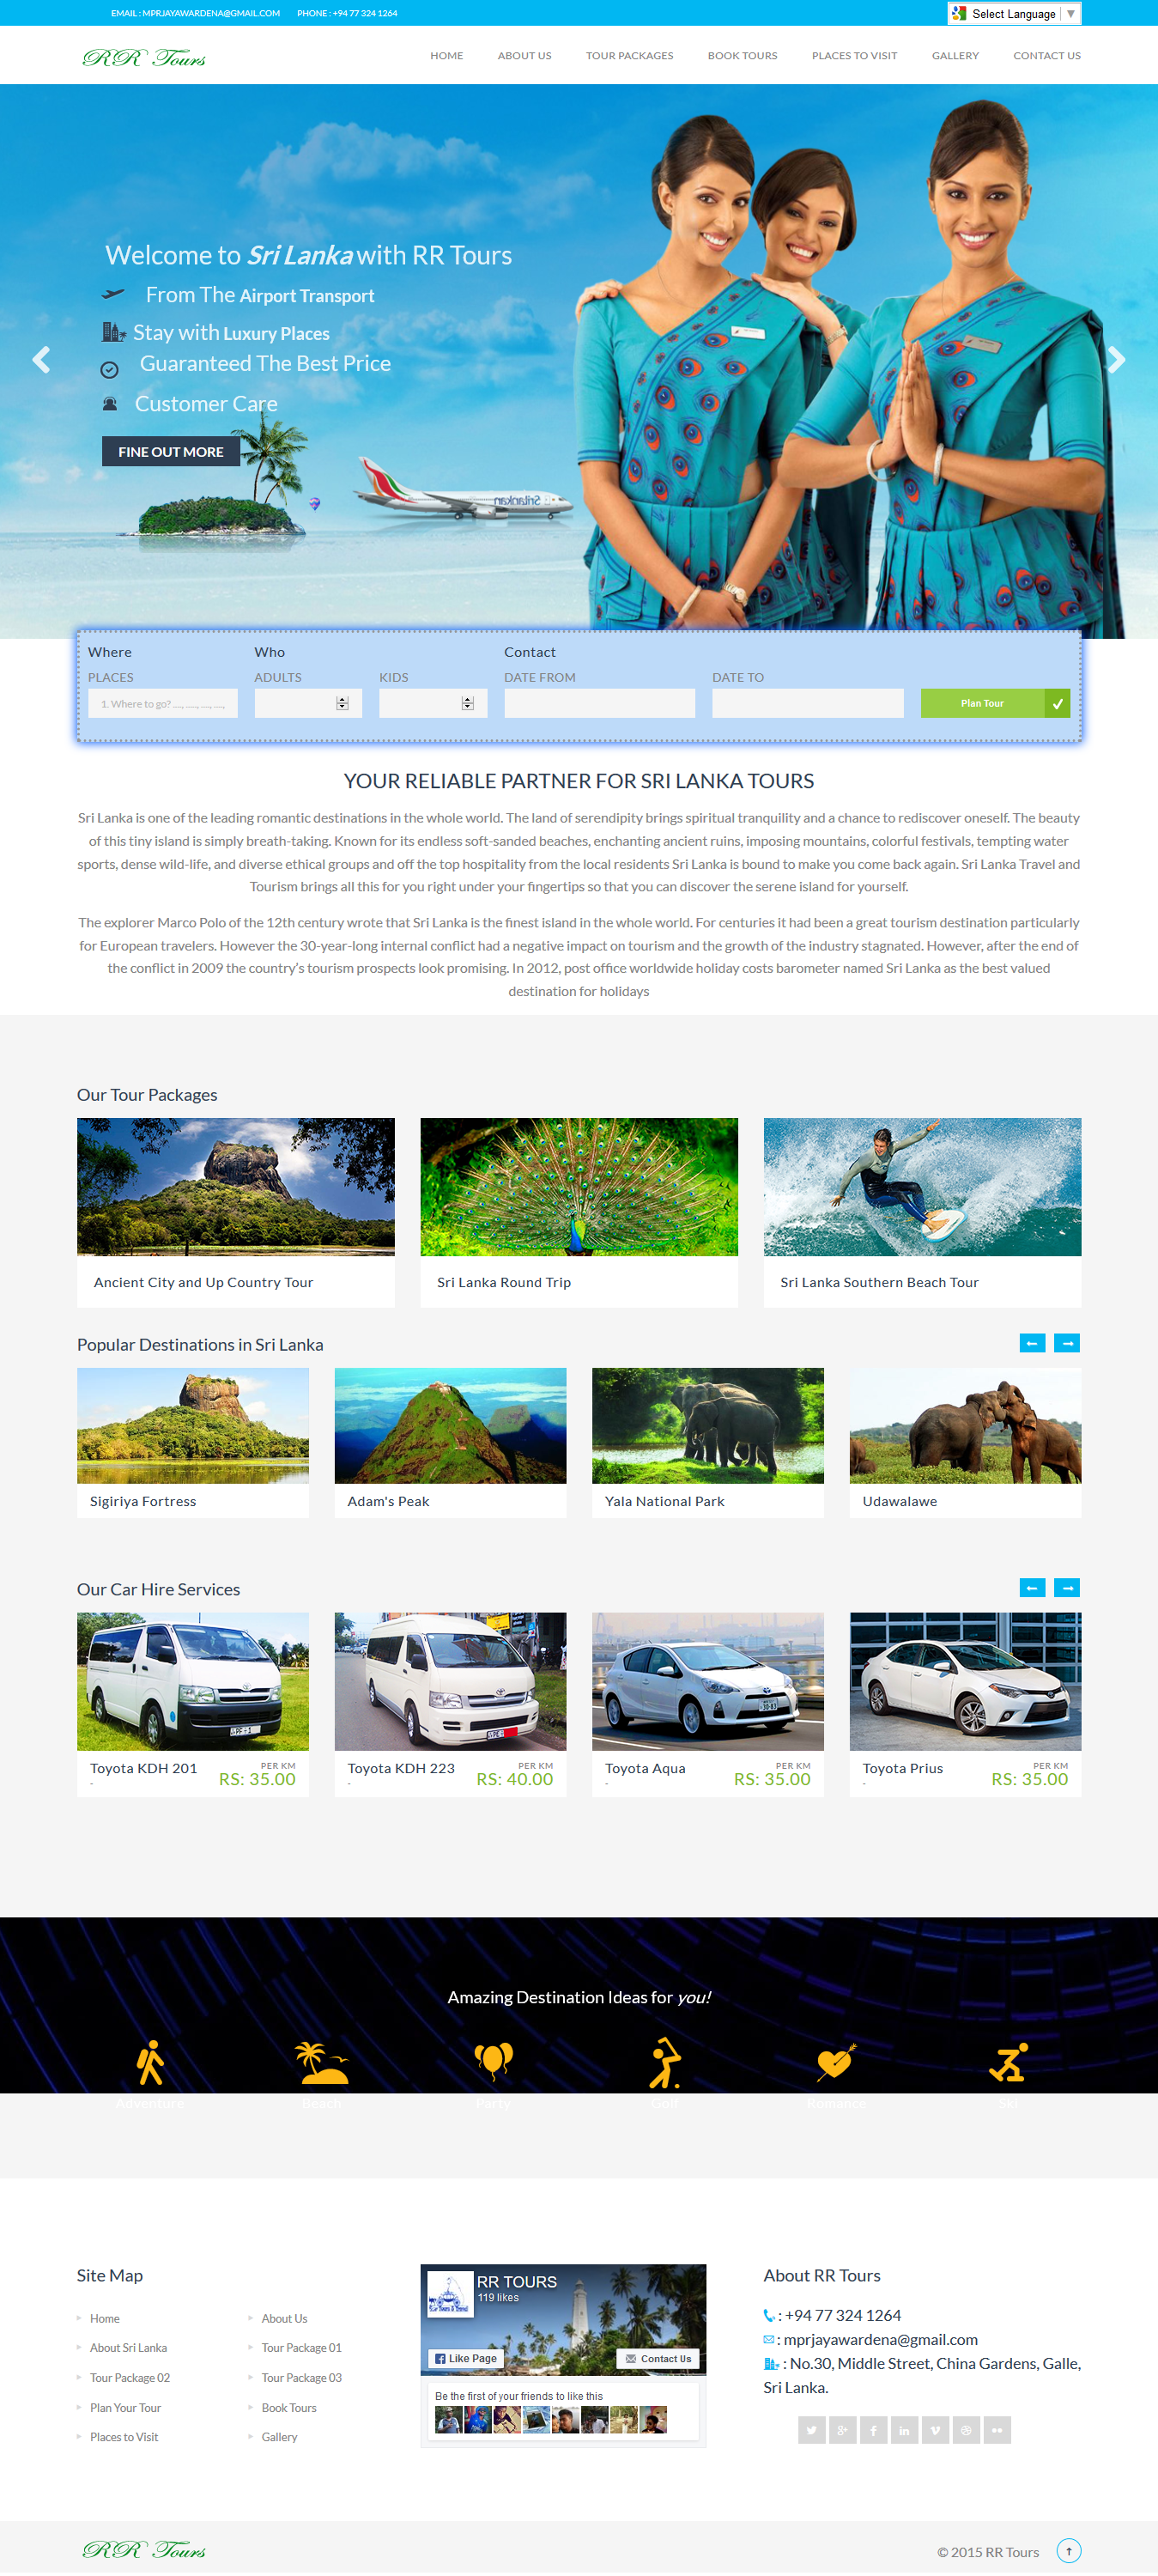 EMAIL : MPRJAYAWARDENA@GMAIL.COM PHONE : +94 77 324 1264
Select Language ▼
RR Tours
HOME ABOUT US TOUR PACKAGES BOOK TOURS PLACES TO VISIT GALLERY CONTACT US
Welcome to Sri Lanka with RR Tours
From The Airport Transport
Stay with Luxury Places
Guaranteed The Best Price
Customer Care
FINE OUT MORE
Srilankan
Where Who Contact
PLACES ADULTS KIDS DATE FROM DATE TO
1. Where to go? ...., ...., ...., ....,
Plan Tour
YOUR RELIABLE PARTNER FOR SRI LANKA TOURS
Sri Lanka is one of the leading romantic destinations in the whole world. The land of serendipity brings spiritual tranquility and a chance to rediscover oneself. The beauty
of this tiny island is simply breath-taking. Known for its endless soft-sanded beaches, enchanting ancient ruins, imposing mountains, colorful festivals, tempting water
sports, dense wild-life, and diverse ethical groups and off the top hospitality from the local residents Sri Lanka is bound to make you come back again. Sri Lanka Travel and
Tourism brings all this for you right under your fingertips so that you can discover the serene island for yourself.
The explorer Marco Polo of the 12th century wrote that Sri Lanka is the finest island in the whole world. For centuries it had been a great tourism destination particularly
for European travelers. However the 30-year-long internal conflict had a negative impact on tourism and the growth of the industry stagnated. However, after the end of
the conflict in 2009 the country's tourism prospects look promising. In 2012, post office worldwide holiday costs barometer named Sri Lanka as the best valued
destination for holidays
Our Tour Packages
Ancient City and Up Country Tour
Sri Lanka Round Trip
Sri Lanka Southern Beach Tour
Popular Destinations in Sri Lanka
Sigiriya Fortress
Adam's Peak
Yala National Park
Udawalawe
Our Car Hire Services
Toyota KDH 201 PER KM
- RS: 35.00
Toyota KDH 223 PER KM
- RS: 40.00
Toyota Aqua PER KM
- RS: 35.00
Toyota Prius PER KM
- RS: 35.00
Amazing Destination Ideas for you!
Adventure Beach Party Golf Romance Ski
Site Map
Home About Us
About Sri Lanka Tour Package 01
Tour Package 02 Tour Package 03
Plan Your Tour Book Tours
Places to Visit Gallery
RR TOURS
119 likes
Like Page Contact Us
Be the first of your friends to like this
About RR Tours
: +94 77 324 1264
: mprjayawardena@gmail.com
: No.30, Middle Street, China Gardens, Galle,
Sri Lanka.
RR Tours
© 2015 RR Tours